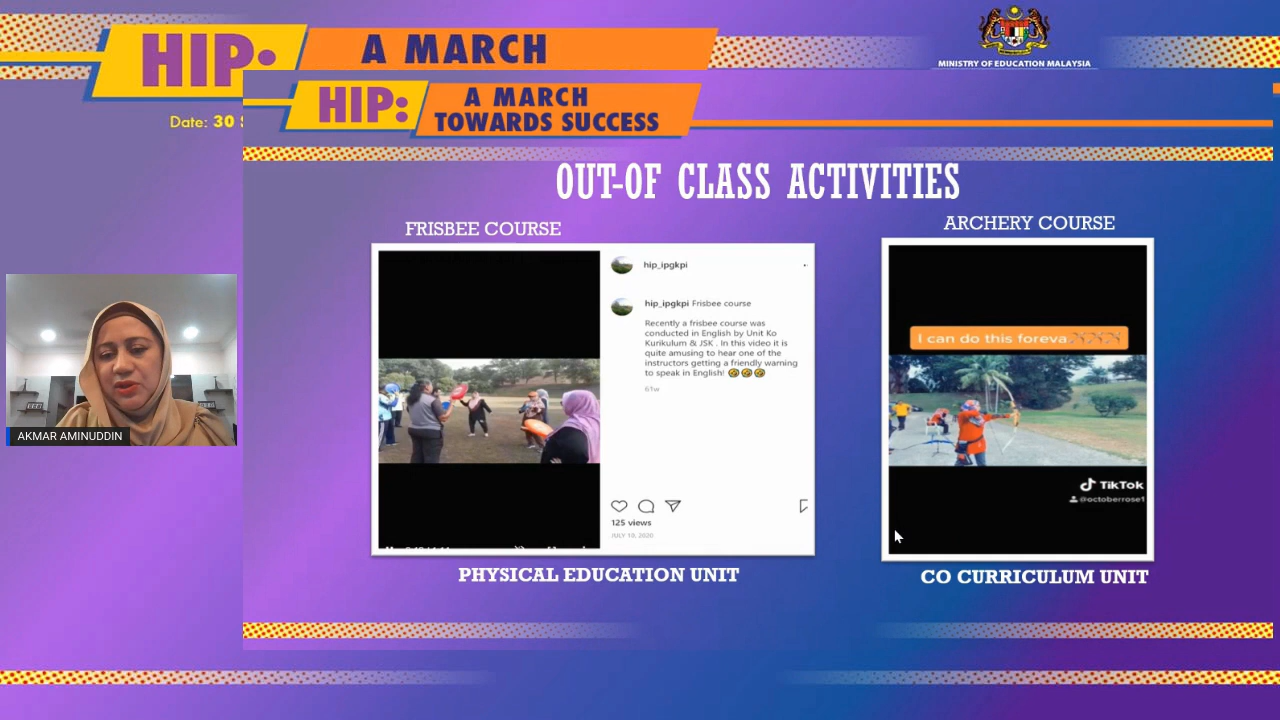 HIP:
A MARCH
MINISTRY OF EDUCATION MALAYSIA
Date: 30
HIP:
A MARCH
TOWARDS SUCCESS
OUT-OF CLASS ACTIVITIES
FRISBEE COURSE
ARCHERY COURSE
hip_ipgkpi
hip_ipgkpi Frisbee course
Recently a frisbee course was
conducted in English by Unit Ko
Kurikulum & JSK . In this video it is
quite amusing to hear one of the
instructors getting a friendly warning
to speak in English! 🤣🤣🤣
61w
125 views
JULY 10, 2020
I can do this foreva
TikTok
@octoberrose1
AKMAR AMINUDDIN
PHYSICAL EDUCATION UNIT
CO CURRICULUM UNIT